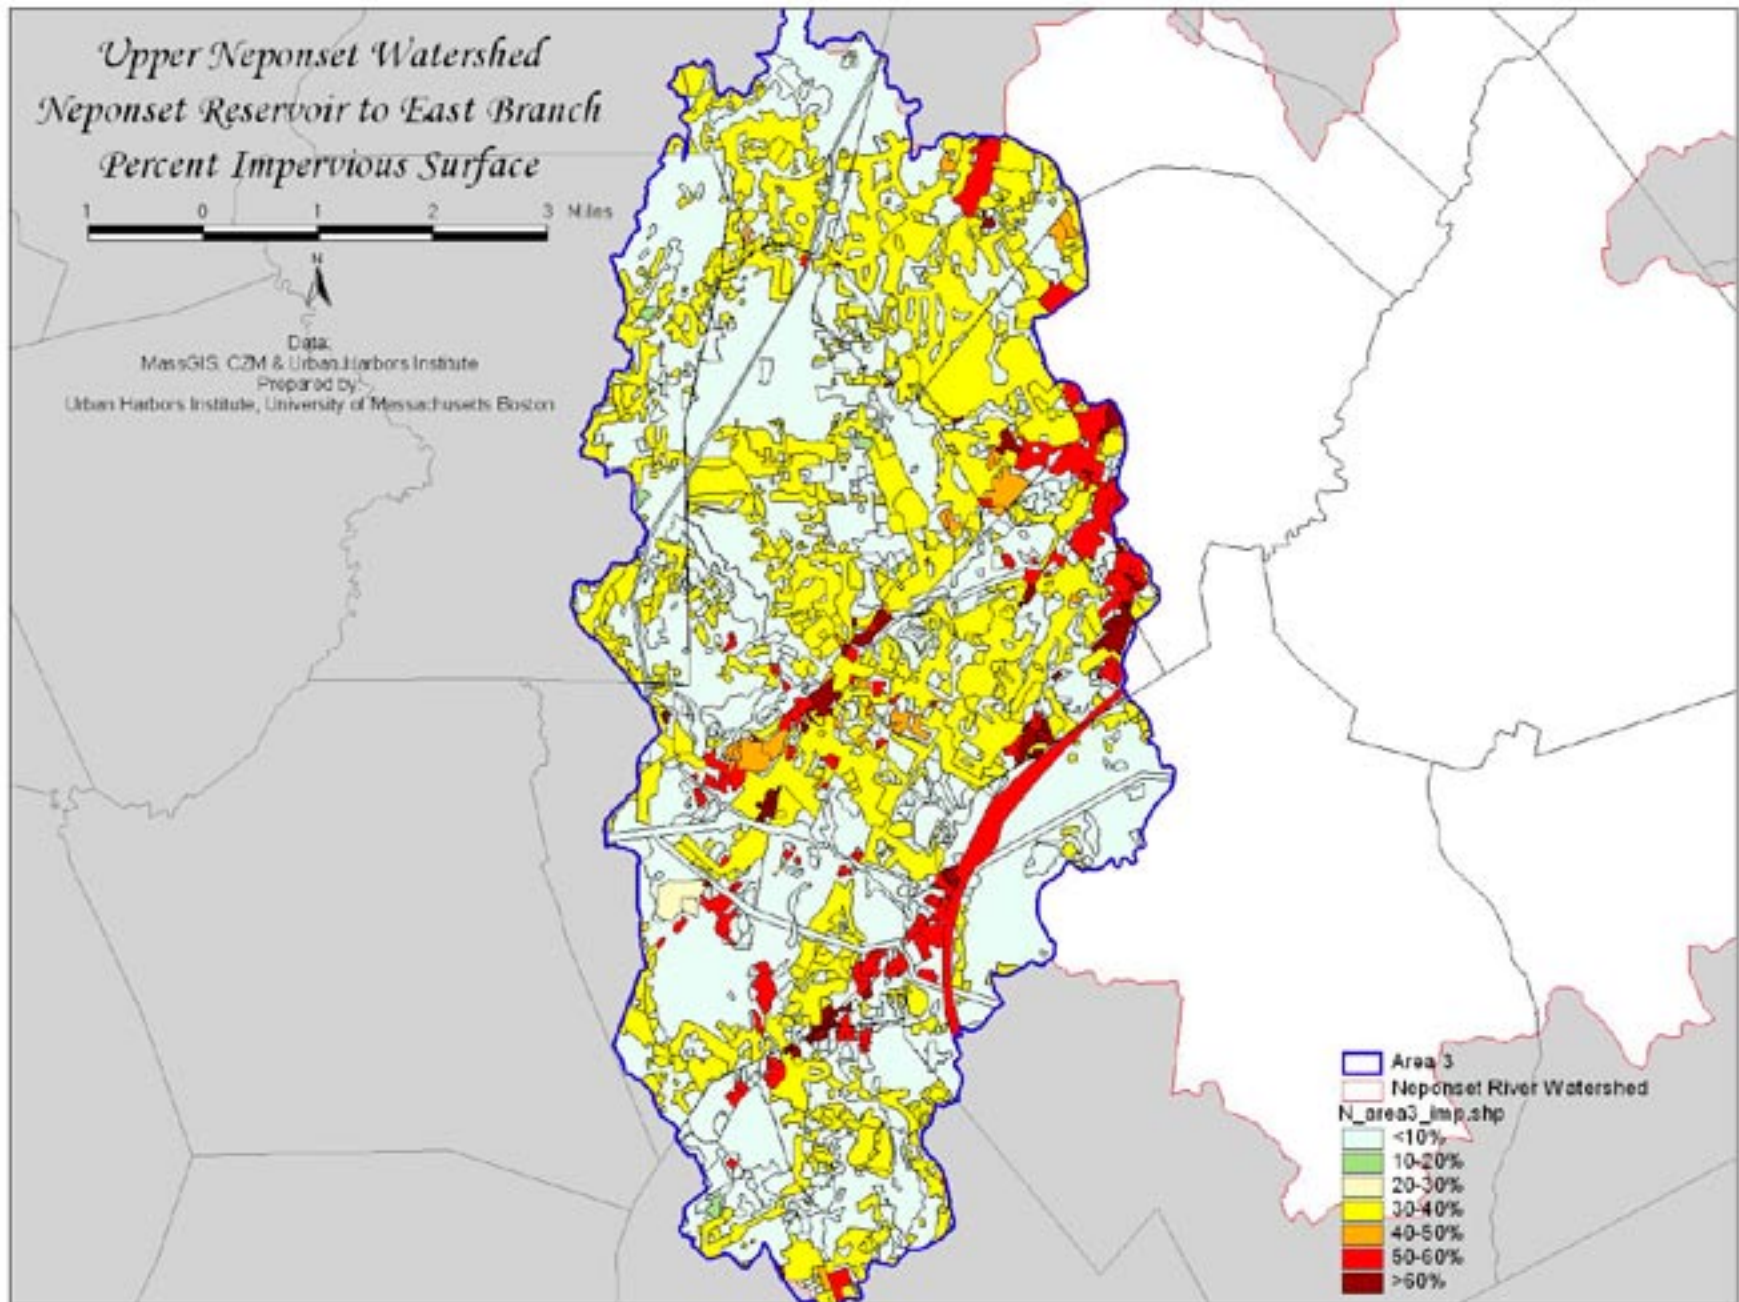 Upper Neponset Watershed
Neponset Reservoir to East Branch
Percent Impervious Surface
1 0 1 2 3 Miles
N
Data:
MassGIS, CZM & Urban Harbors Institute
Prepared by:
Urban Harbors Institute, University of Massachusetts Boston
Area 3
Neponset River Watershed
N_area3_imp.shp
<10%
10-20%
20-30%
30-40%
40-50%
50-60%
>60%